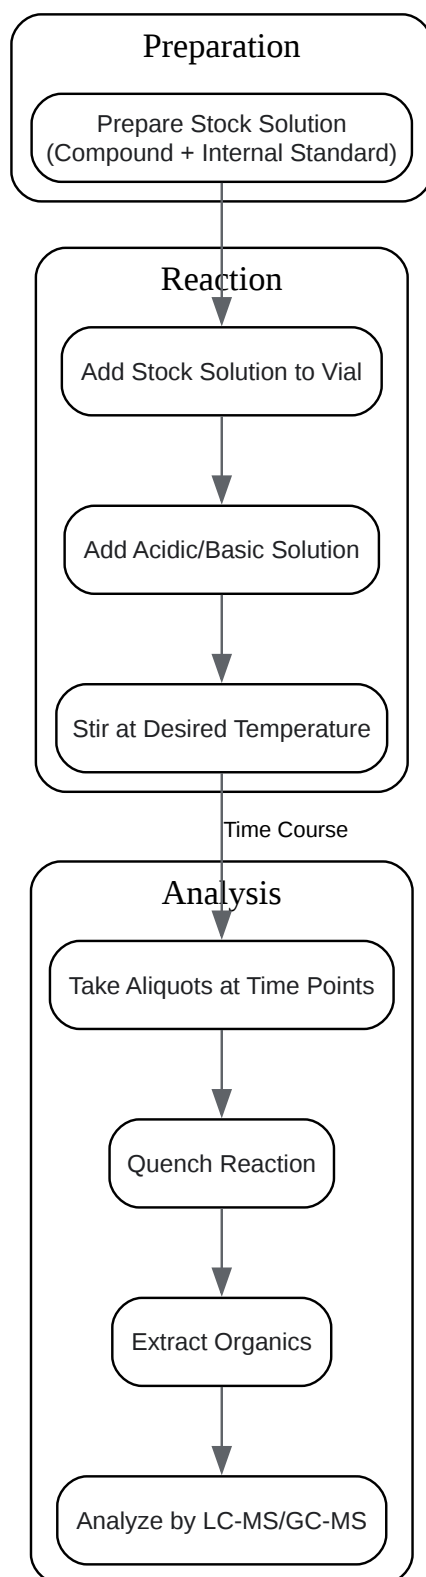 Preparation
Prepare Stock Solution
(Compound + Internal Standard)
Reaction
Add Stock Solution to Vial
Add Acidic/Basic Solution
Stir at Desired Temperature
Time Course
Analysis
Take Aliquots at Time Points
Quench Reaction
Extract Organics
Analyze by LC-MS/GC-MS